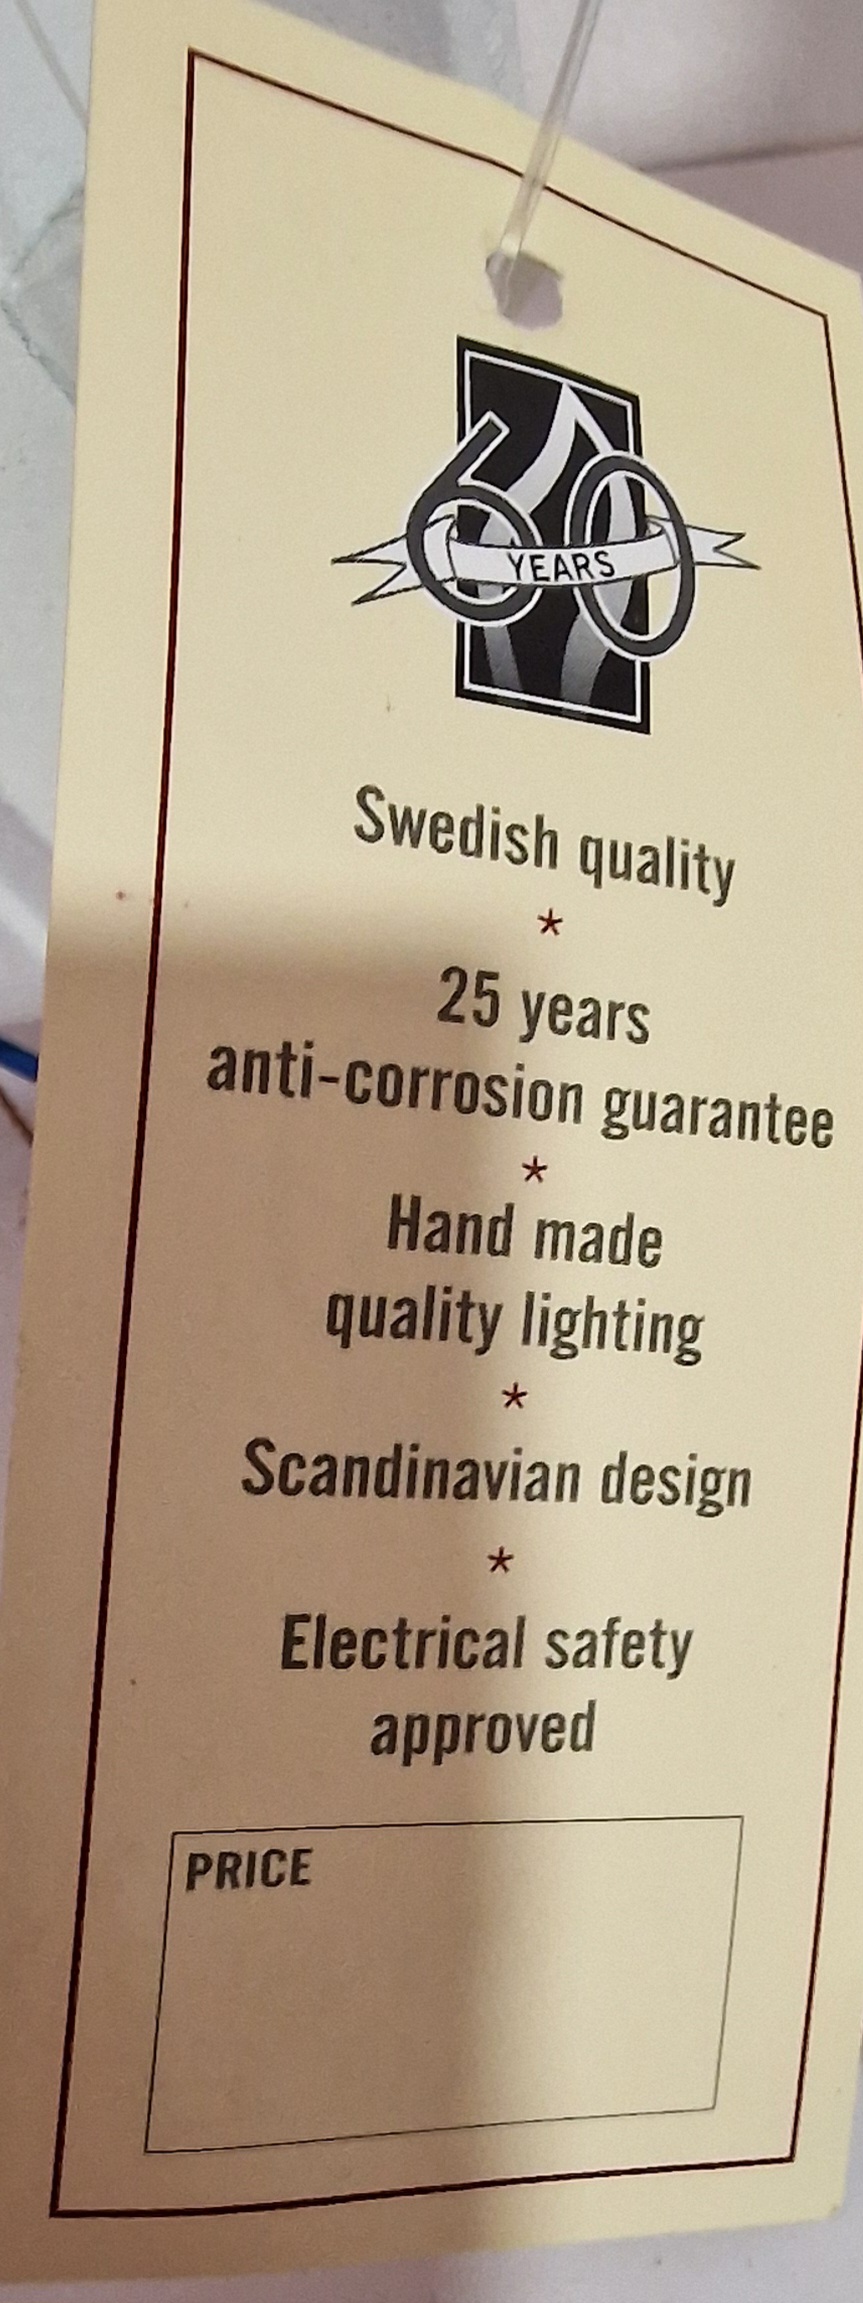 60
YEARS
Swedish quality
*
25 years
anti-corrosion guarantee
*
Hand made
quality lighting
*
Scandinavian design
*
Electrical safety
approved
PRICE